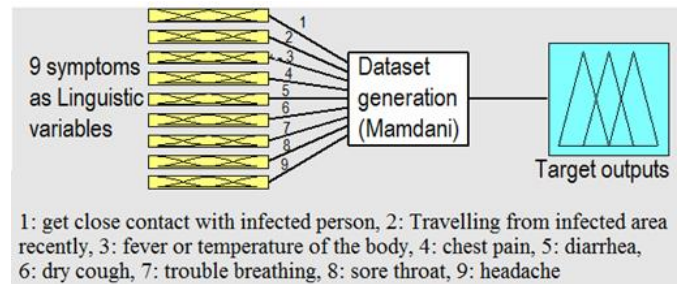 9 symptoms
as Linguistic
variables
1
2
3
4
5
6
7
8
9
Dataset
generation
(Mamdani)
Target outputs
1: get close contact with infected person, 2: Travelling from infected area
recently, 3: fever or temperature of the body, 4: chest pain, 5: diarrhea,
6: dry cough, 7: trouble breathing, 8: sore throat, 9: headache